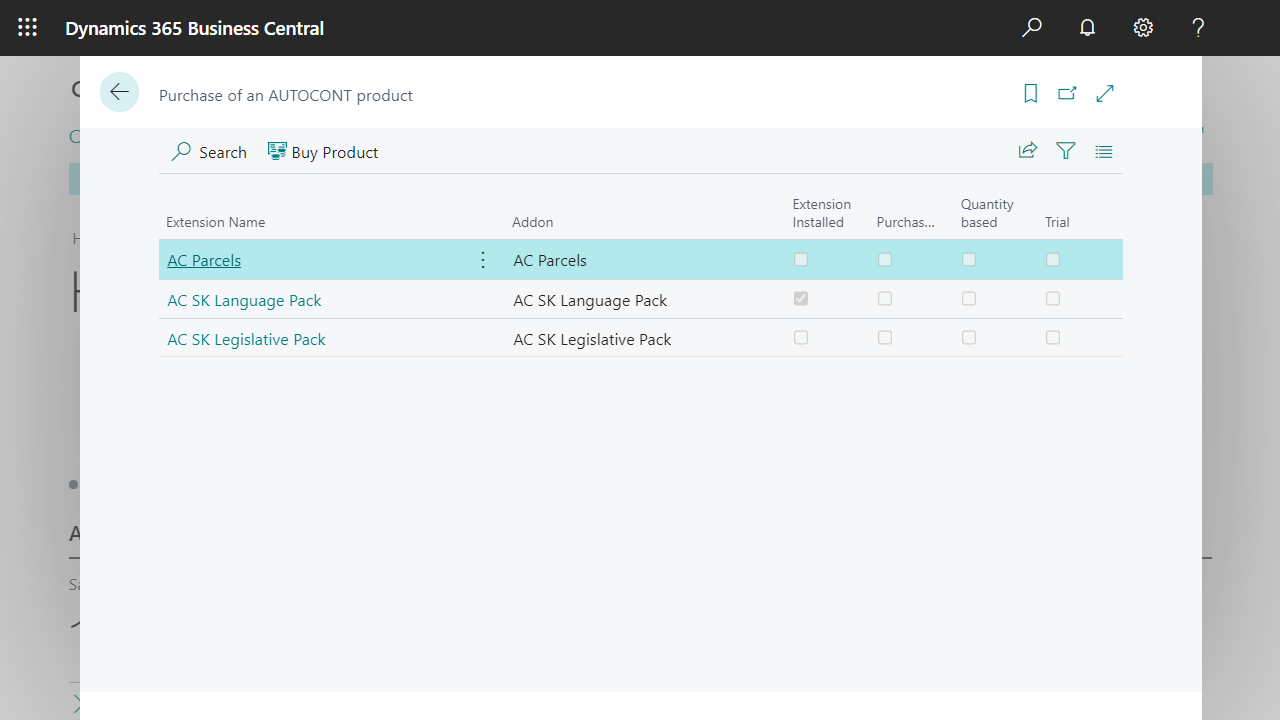 Dynamics 365 Business Central
Purchase of an AUTOCONT product
Search
Buy Product
Extension Name
Addon
Extension Installed
Purchas...
Quantity based
Trial
AC Parcels
AC Parcels
AC SK Language Pack
AC SK Language Pack
AC SK Legislative Pack
AC SK Legislative Pack